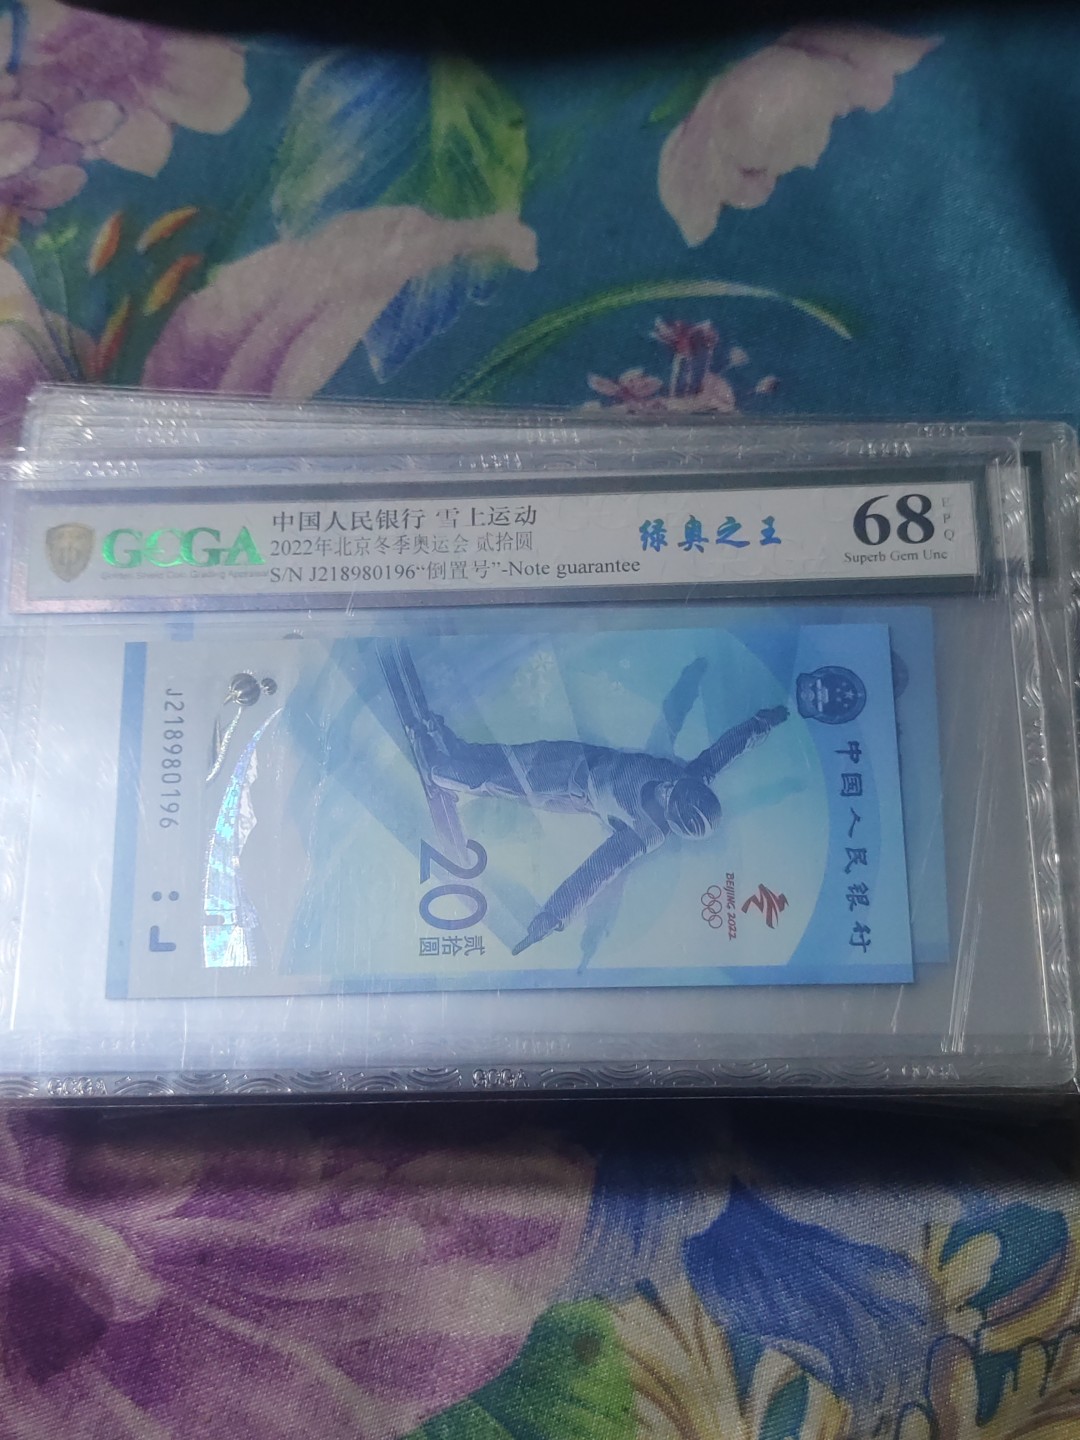 GCGA
中国人民银行 雪上运动
2022年北京冬季奥运会 贰拾圆
S/N J218980196“倒置号”-Note guarantee
绿奥之王
68
EPQ
Superb Gem Unc
J218980196
中国人民银行
BEIJING 2022
20
贰拾圆
GCGA
GCGA